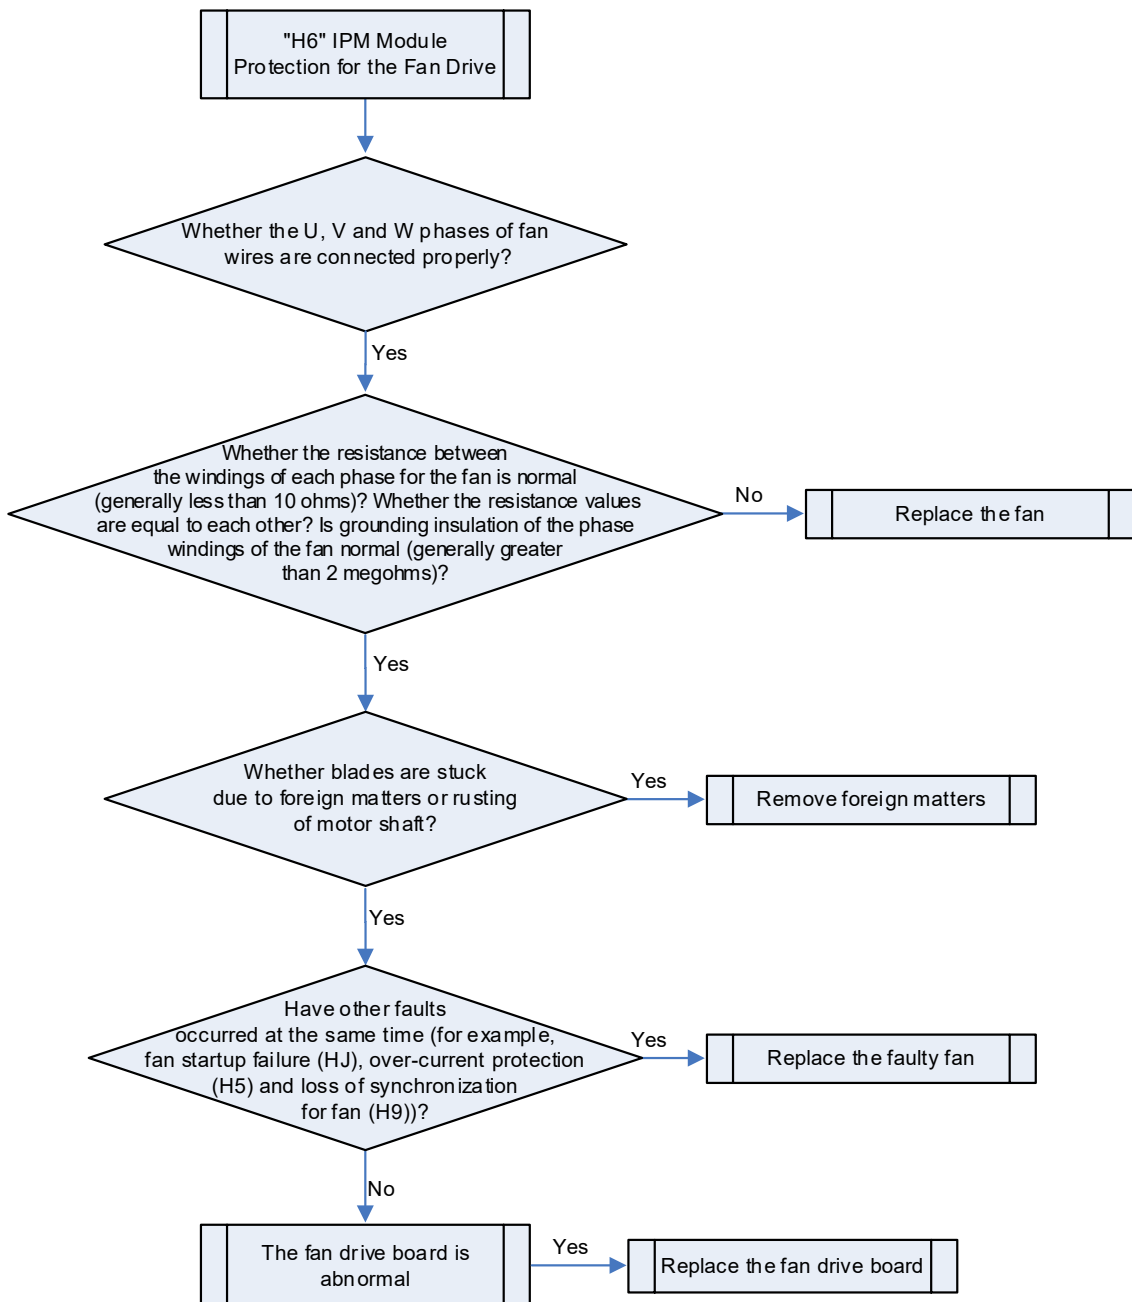 "H6" IPM Module
Protection for the Fan Drive
Whether the U, V and W phases of fan
wires are connected properly?
Yes
Whether the resistance between
the windings of each phase for the fan is normal
(generally less than 10 ohms)? Whether the resistance values
are equal to each other? Is grounding insulation of the phase
windings of the fan normal (generally greater
than 2 megohms)?
No
Replace the fan
Yes
Whether blades are stuck
due to foreign matters or rusting
of motor shaft?
Yes
Remove foreign matters
Yes
Have other faults
occurred at the same time (for example,
fan startup failure (HJ), over-current protection
(H5) and loss of synchronization
for fan (H9))?
Yes
Replace the faulty fan
No
The fan drive board is
abnormal
Yes
Replace the fan drive board